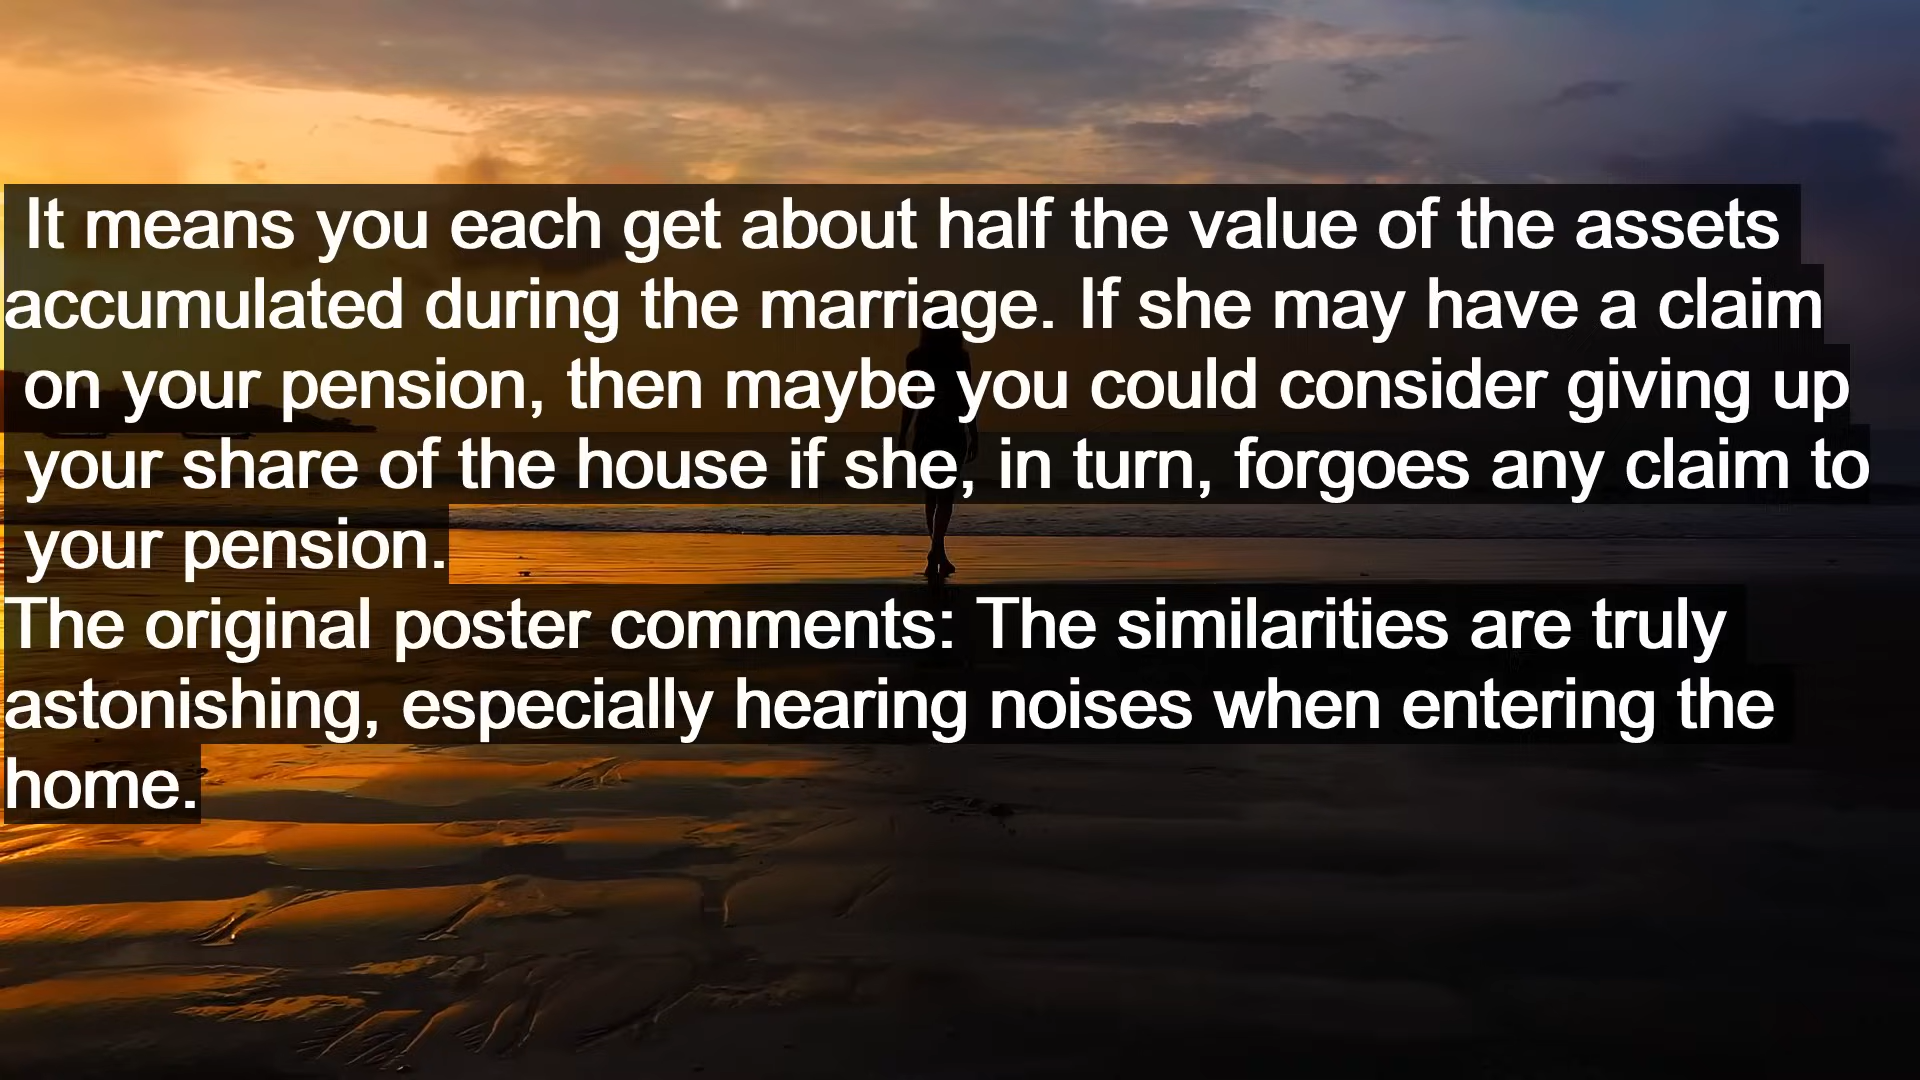 It means you each get about half the value of the assets
accumulated during the marriage. If she may have a claim
on your pension, then maybe you could consider giving up
your share of the house if she, in turn, forgoes any claim to
your pension.
The original poster comments: The similarities are truly
astonishing, especially hearing noises when entering the
home.